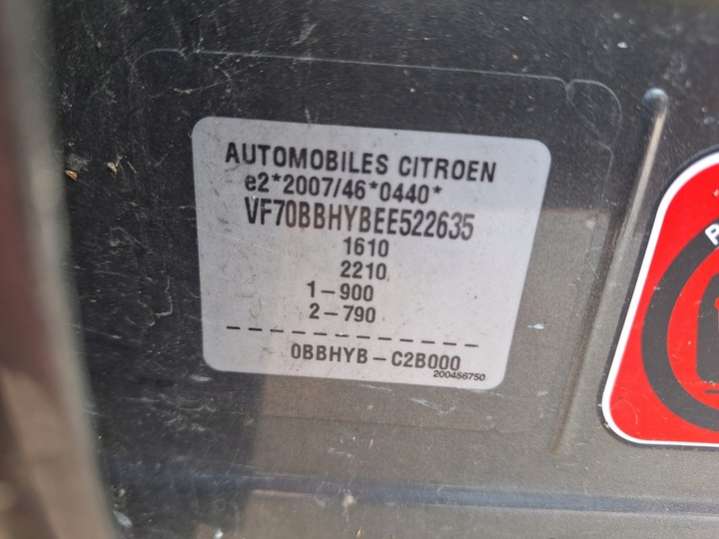 AUTOMOBILES CITROEN
e2*2007/46*0440*
VF70BBHYBEE522635
1610
2210
1-900
2-790
0BBHYB-C2B000
200456750